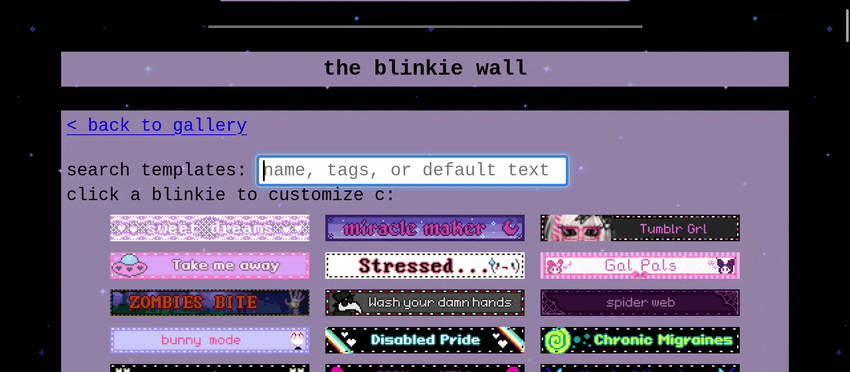 the blinkie wall
< back to gallery
search templates: name, tags, or default text
click a blinkie to customize c:
sweet dreams miracle maker Tumblr Grl
Take me away Stressed... Gal Pals
ZOMBIES BITE Wash your damn hands spider web
bunny mode Disabled Pride Chronic Migraines